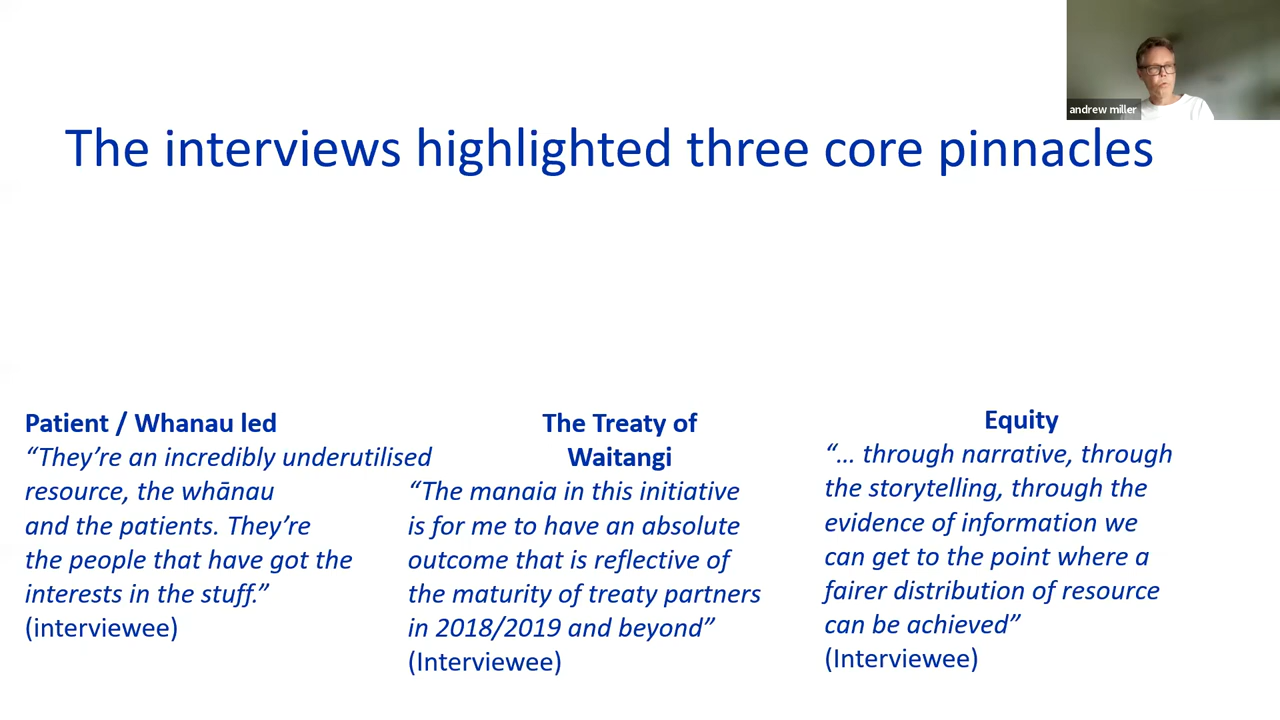 andrew miller
The interviews highlighted three core pinnacles
Patient / Whanau led
“They’re an incredibly underutilised
resource, the whānau
and the patients. They’re
the people that have got the
interests in the stuff.”
(interviewee)
The Treaty of
Waitangi
“The manaia in this initiative
is for me to have an absolute
outcome that is reflective of
the maturity of treaty partners
in 2018/2019 and beyond”
(Interviewee)
Equity
“... through narrative, through
the storytelling, through the
evidence of information we
can get to the point where a
fairer distribution of resource
can be achieved”
(Interviewee)